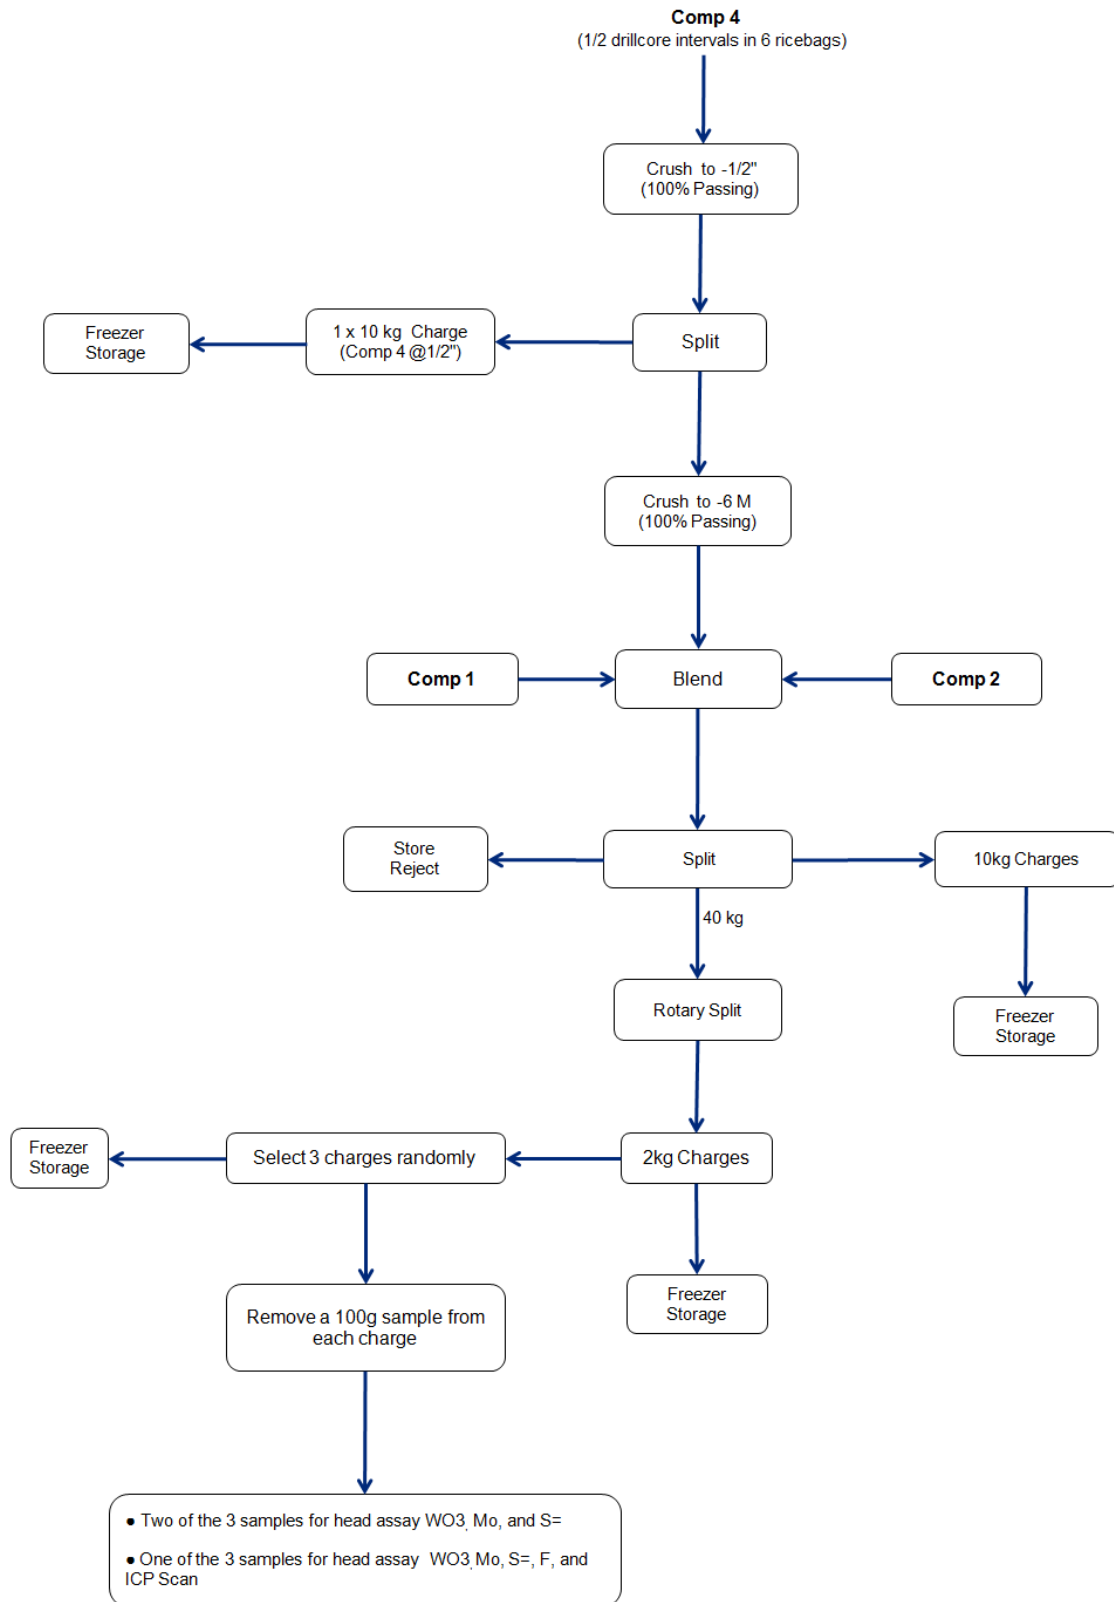 Comp 4
(1/2 drillcore intervals in 6 ricebags)
Crush to -1/2"
(100% Passing)
Freezer
Storage
1 x 10 kg Charge
(Comp 4 @1/2")
Split
Crush to -6 M
(100% Passing)
Comp 1
Blend
Comp 2
Store
Reject
Split
10kg Charges
40 kg
Rotary Split
Freezer
Storage
Freezer
Storage
Select 3 charges randomly
2kg Charges
Remove a 100g sample from
each charge
Freezer
Storage
● Two of the 3 samples for head assay WO3, Mo, and S=
● One of the 3 samples for head assay WO3, Mo, S=, F, and
ICP Scan